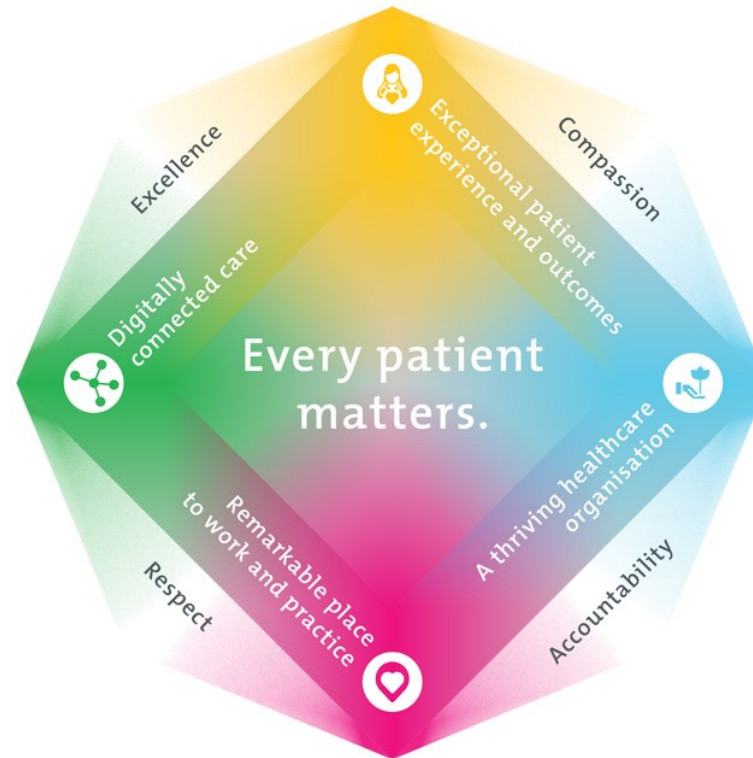 Excellence
Compassion
Exceptional patient
experience and outcomes
Digitally
connected care
Every patient
matters.
A thriving healthcare
organisation
Remarkable place
to work and practice
Respect
Accountability